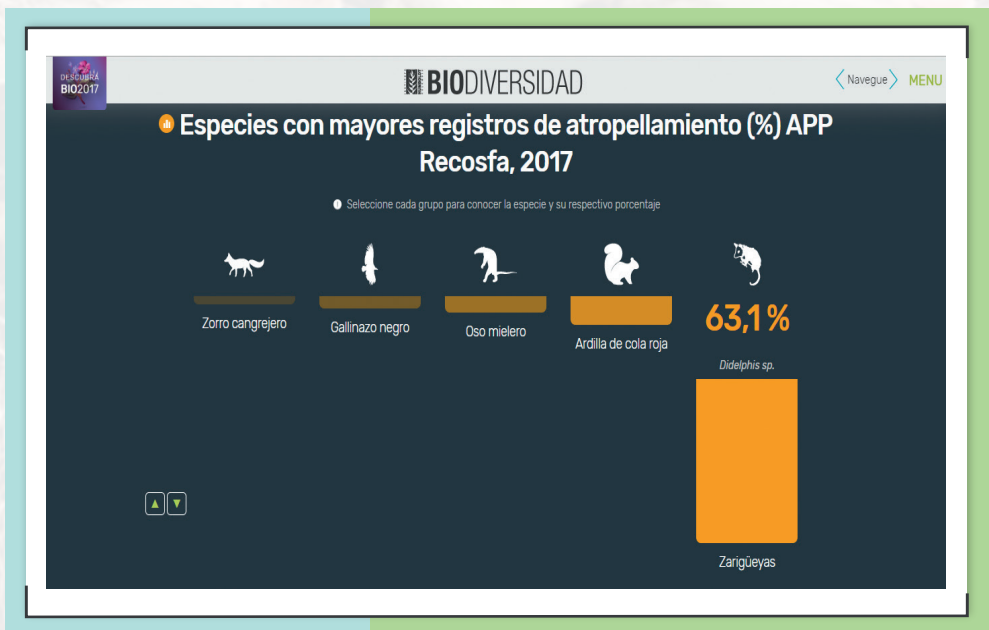 DESCUBRA
BIO2017
BIODIVERSIDAD
Navegue
MENU
Especies con mayores registros de atropellamiento (%) APP
Recosfa, 2017
Seleccione cada grupo para conocer la especie y su respectivo porcentaje
Zorro cangrejero
Gallinazo negro
Oso mielero
Ardilla de cola roja
63,1%
Didelphis sp.
Zarigüeyas